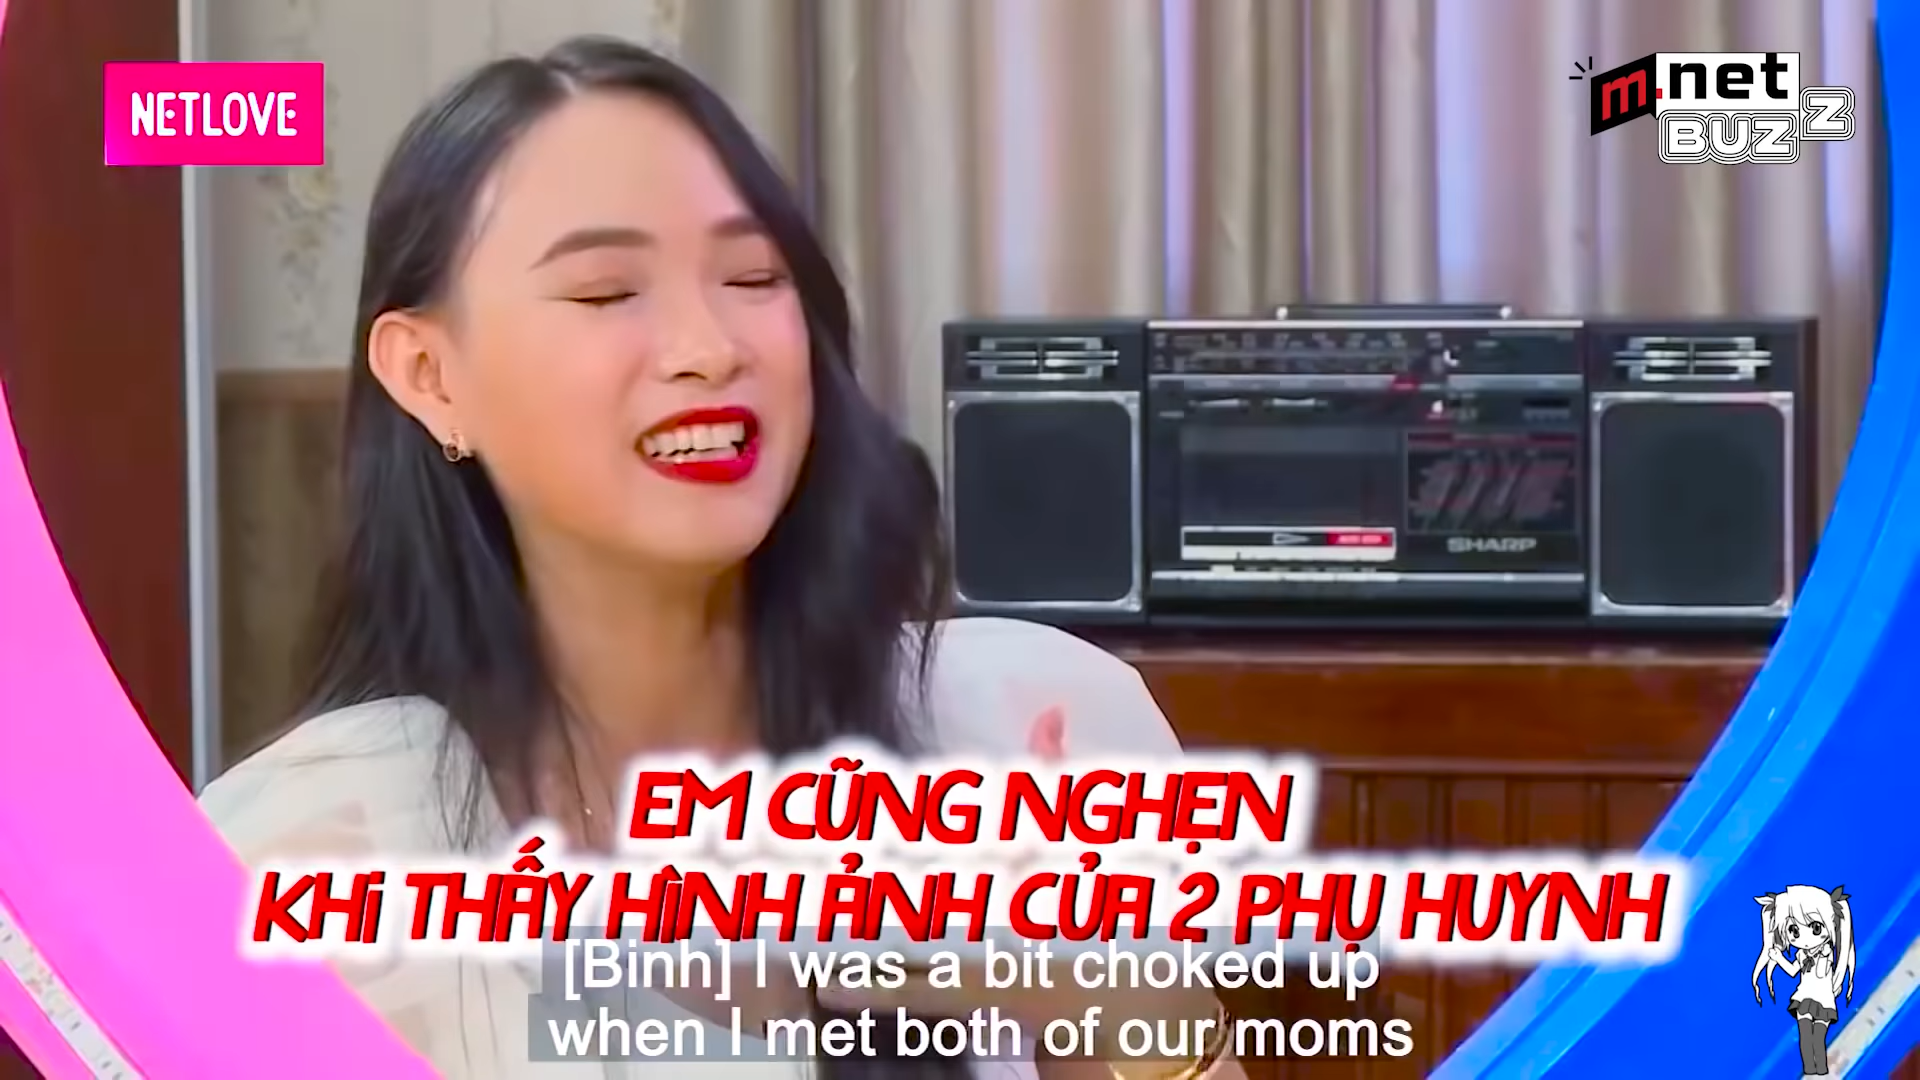 NETLOVE
m.net
BUZZ
SHARP
EM CŨNG NGHẸN
KHi THẤY HÌNH ẢNH CỦA 2 PHỤ HUYNH
[Binh] I was a bit choked up
when I met both of our moms